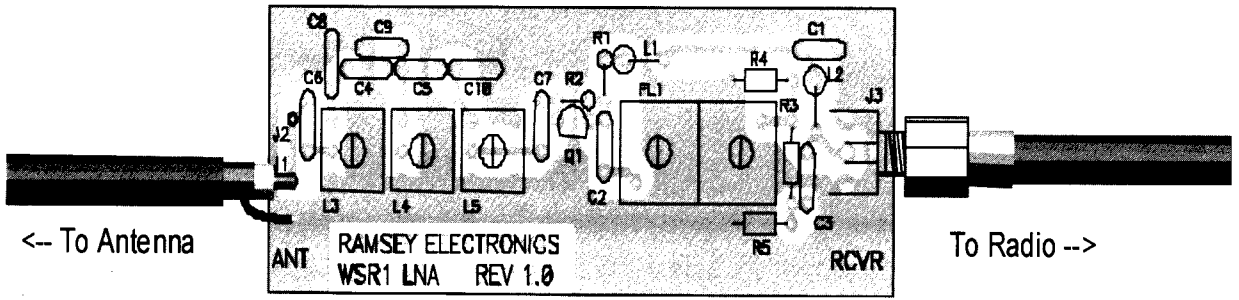 C8
C9
C1
R1
L1
R4
L2
C6
C4
C5
C10
C7
R2
FL1
R3
J3
J2
J1
Q1
C2
L3
L4
L5
C3
R5
<-- To Antenna
To Radio -->
ANT
RAMSEY ELECTRONICS
WSR1 LNA REV 1.0
RCVR